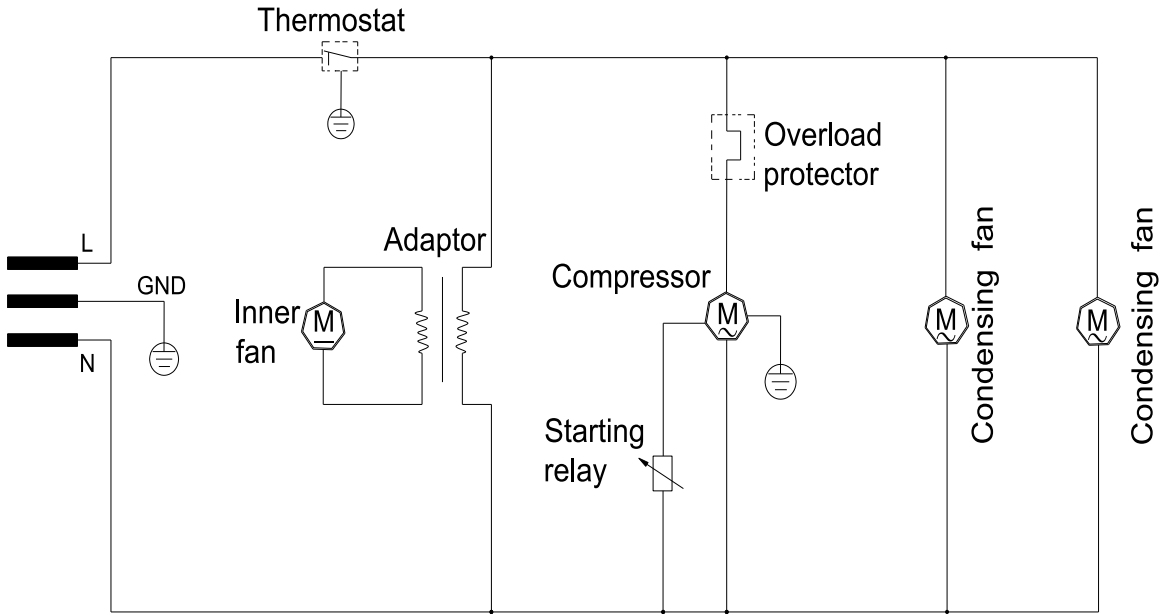 Thermostat
Overload
protector
L
GND
N
Adaptor
Inner
fan
M
Compressor
M
Starting
relay
M
Condensing fan
M
Condensing fan